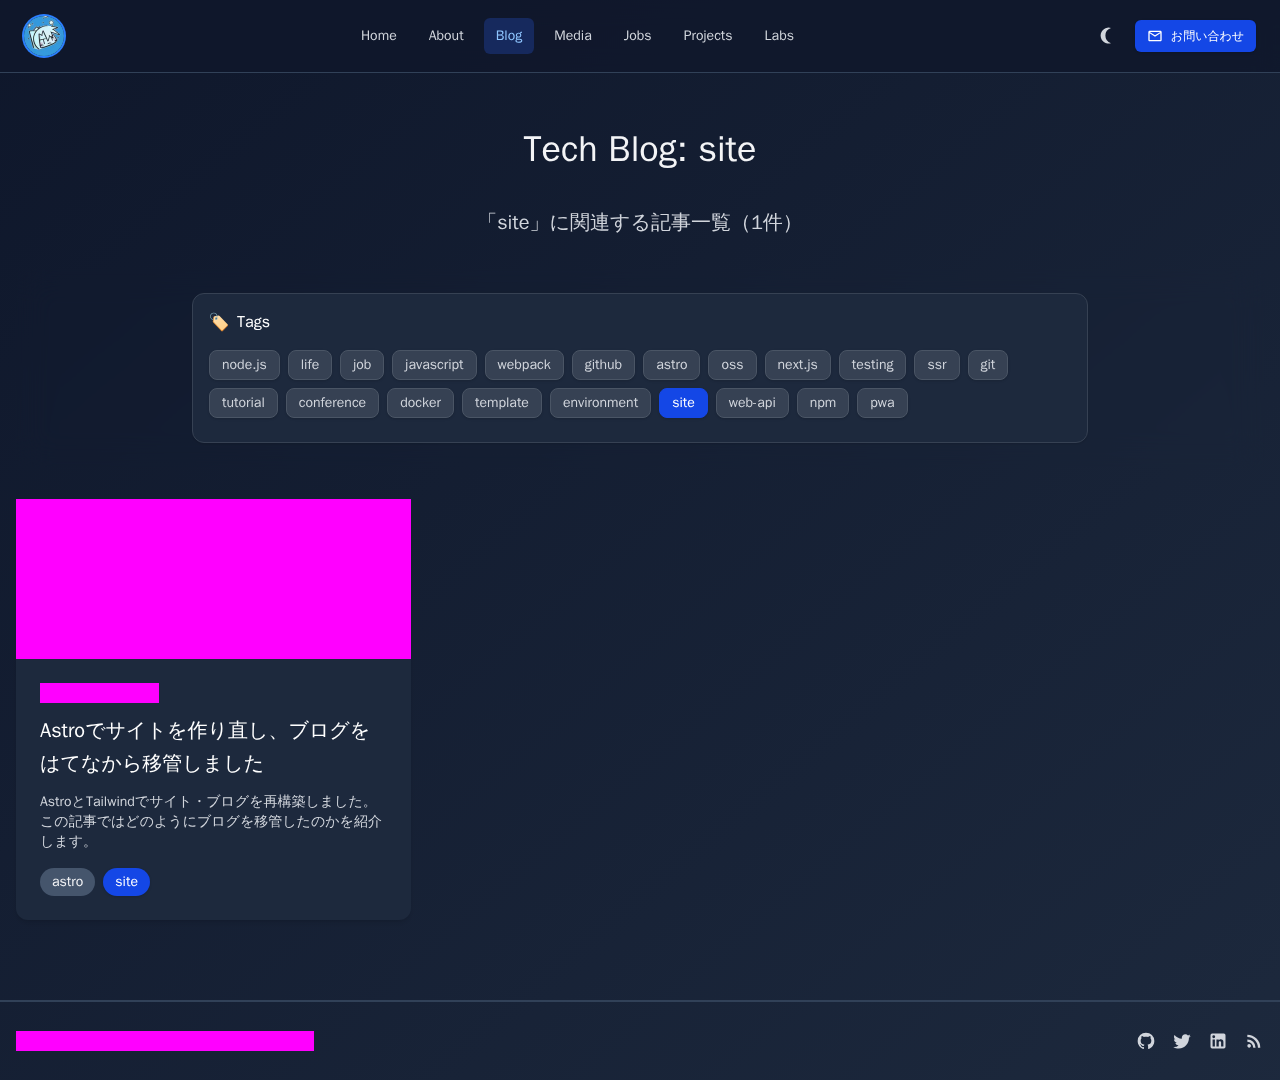 Home About Blog Media Jobs Projects Labs お問い合わせ
Tech Blog: site
「site」に関連する記事一覧（1件）
Tags
node.js life job javascript webpack github astro oss next.js testing ssr git
tutorial conference docker template environment site web-api npm pwa
Astroでサイトを作り直し、ブログを
はてなから移管しました
AstroとTailwindでサイト・ブログを再構築しました。
この記事ではどのようにブログを移管したのかを紹介
します。
astro site